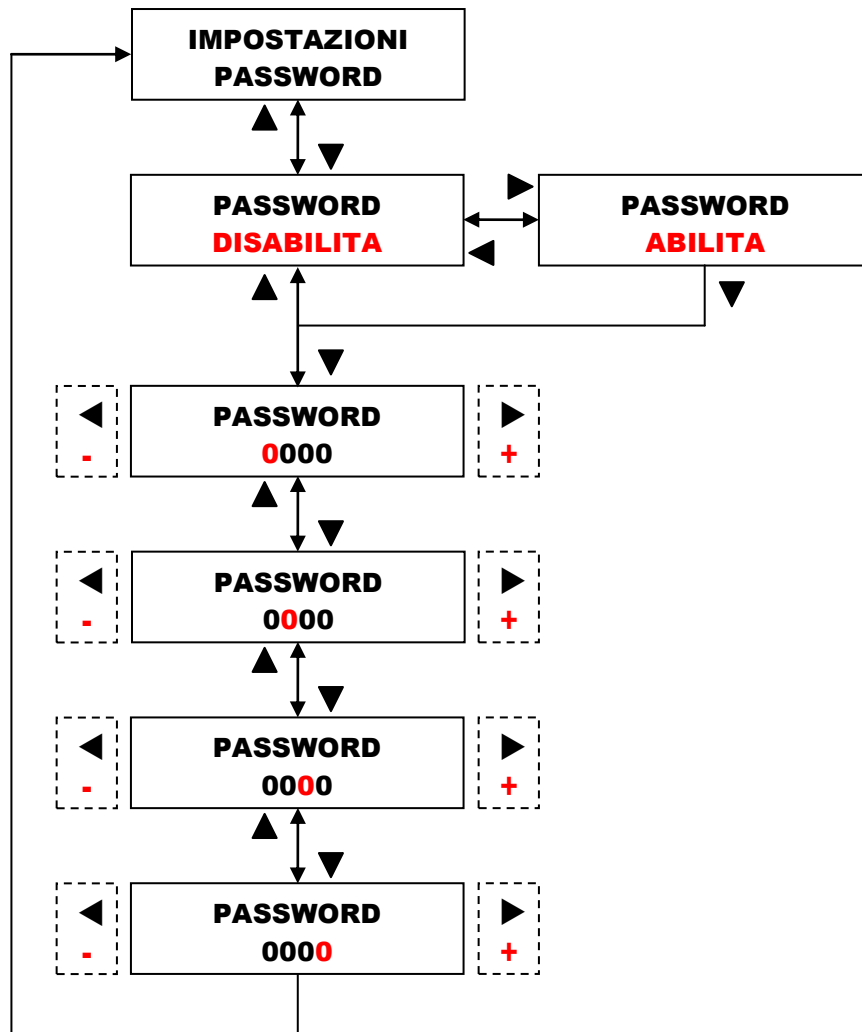 IMPOSTAZIONI
PASSWORD
PASSWORD
DISABILITA
PASSWORD
ABILITA
PASSWORD
0000
-
+
PASSWORD
0000
-
+
PASSWORD
0000
-
+
PASSWORD
0000
-
+